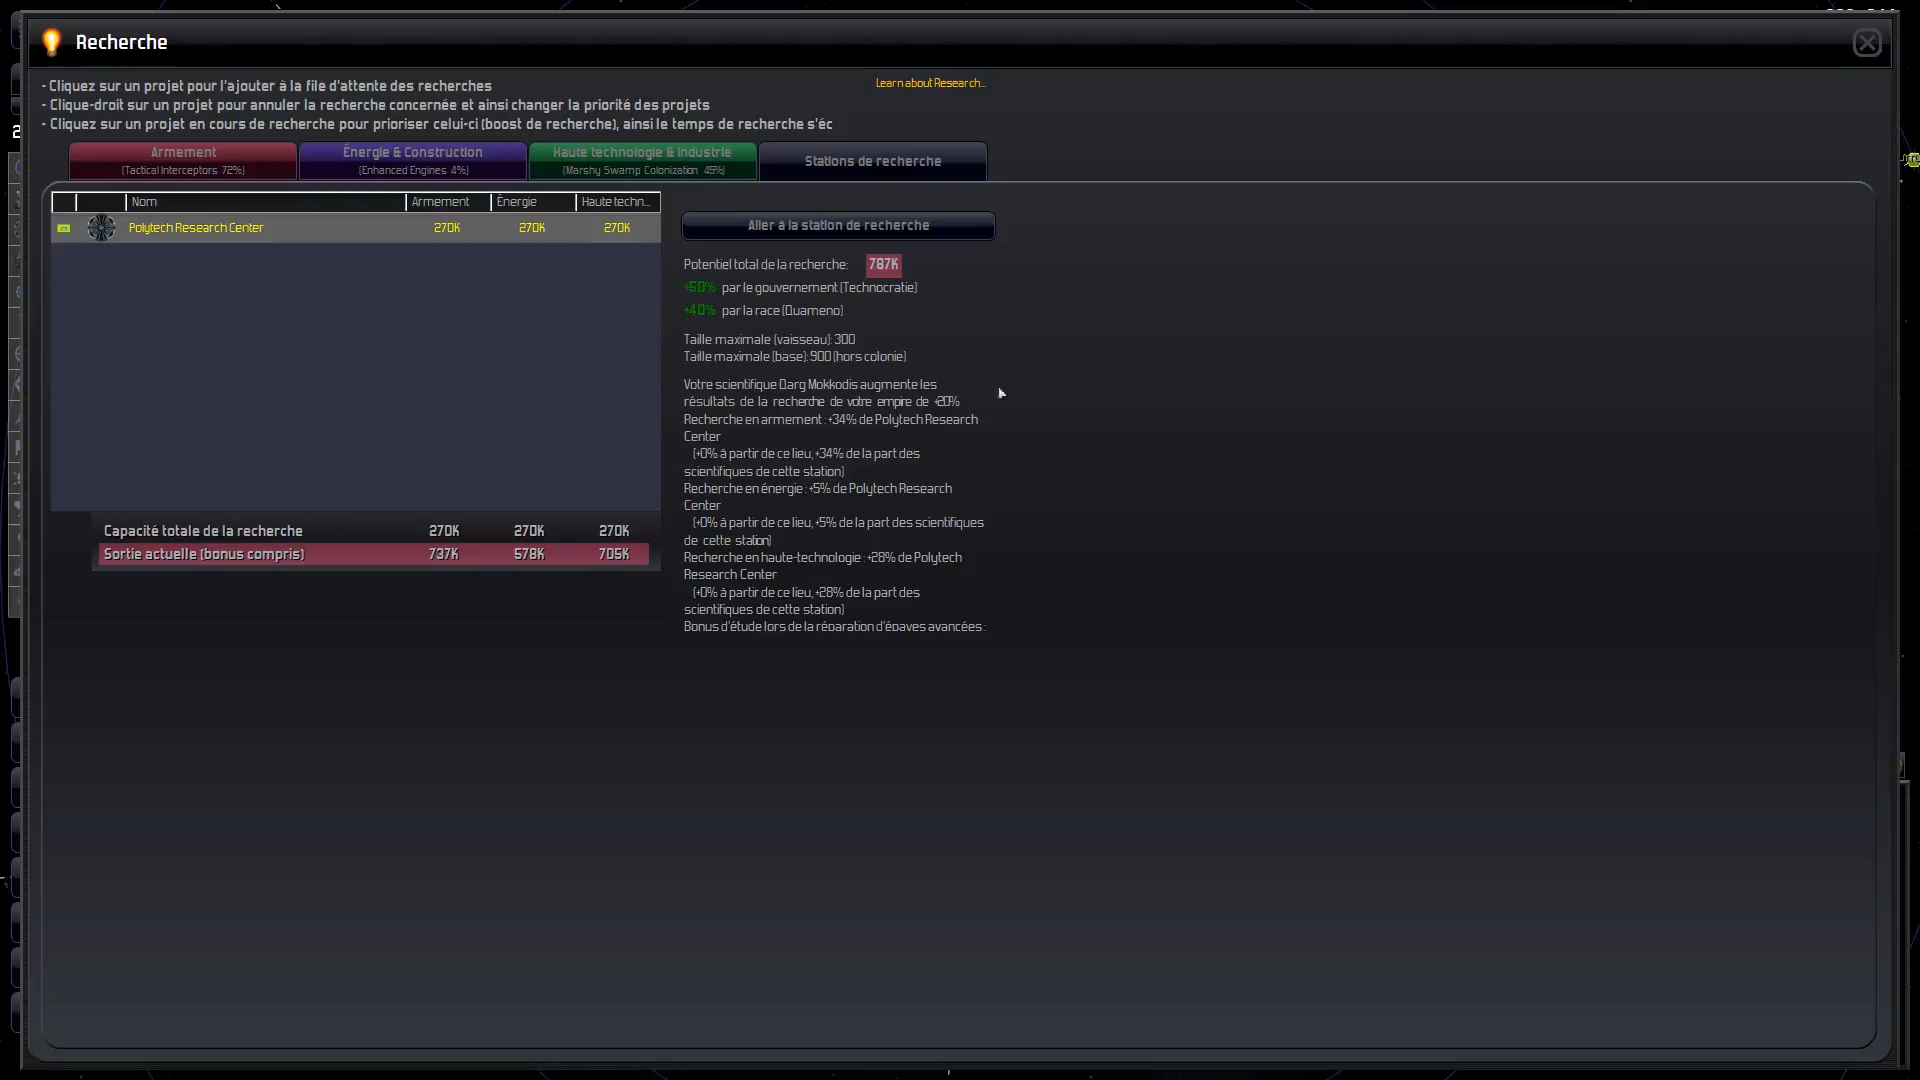 Recherche
- Cliquez sur un projet pour l'ajouter à la file d'attente des recherches
Learn about Research...
- Clique-droit sur un projet pour annuler la recherche concernée et ainsi changer la priorité des projets
- Cliquez sur un projet en cours de recherche pour prioriser celui-ci (boost de recherche), ainsi le temps de recherche s'éc
Armement
(Tactical Interceptors 72%)
Énergie & Construction
(Enhanced Engines 4%)
Haute technologie & Industrie
(Marshy Swamp Colonization 45%)
Stations de recherche
Nom Armement Énergie Haute techn...
Polytech Research Center 270K 270K 270K
Capacité totale de la recherche 270K 270K 270K
Sortie actuelle (bonus compris) 737K 578K 705K
Aller à la station de recherche
Potentiel total de la recherche: 787K
+50% par le gouvernement (Technocratie)
+40% par la race (Quameno)
Taille maximale (vaisseau): 300
Taille maximale (base): 900 (hors colonie)
Votre scientifique Qarg Mokkodis augmente les
résultats de la recherche de votre empire de +20%
Recherche en armement : +34% de Polytech Research
Center
(+0% à partir de ce lieu, +34% de la part des
scientifiques de cette station)
Recherche en énergie : +5% de Polytech Research
Center
(+0% à partir de ce lieu, +5% de la part des scientifiques
de cette station)
Recherche en haute-technologie : +28% de Polytech
Research Center
(+0% à partir de ce lieu, +28% de la part des
scientifiques de cette station)
Bonus d'étude lors de la réparation d'épaves avancées :